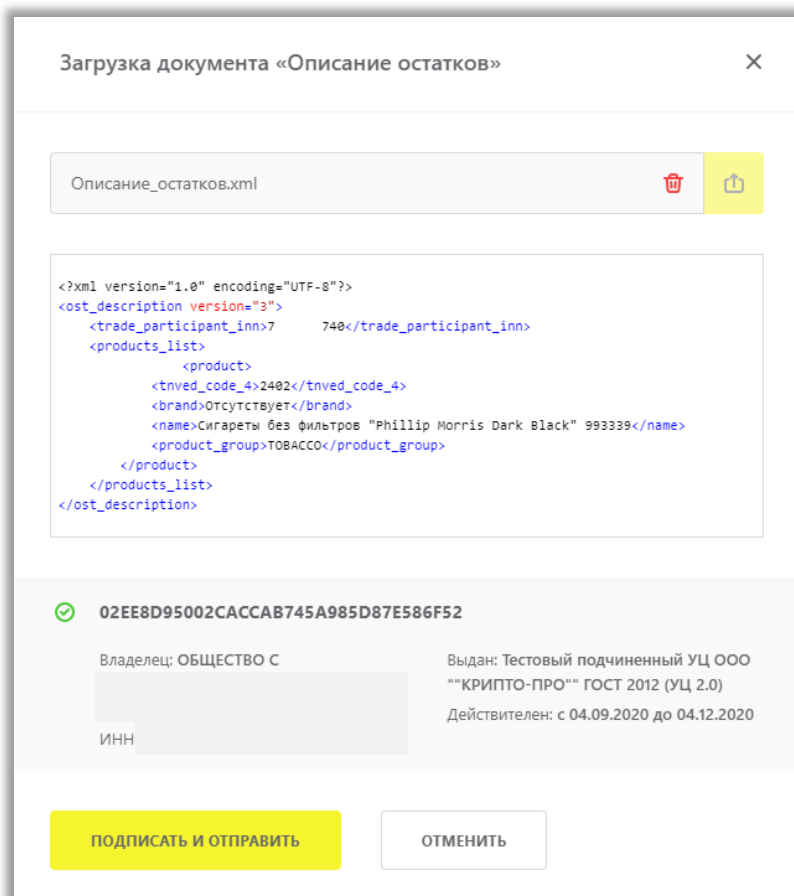 Загрузка документа «Описание остатков»
Описание_остатков.xml
<?xml version="1.0" encoding="UTF-8"?>
<ost_description version="3">
<trade_participant_inn>7 740</trade_participant_inn>
<products_list>
<product>
<tnved_code_4>2402</tnved_code_4>
<brand>Отсутствует</brand>
<name>Сигареты без фильтров "Phillip Morris Dark Black" 993339</name>
<product_group>TOBACCO</product_group>
</product>
</products_list>
</ost_description>
02EE8D95002CACCAB745A985D87E586F52
Владелец: ОБЩЕСТВО С
ИНН
Выдан: Тестовый подчиненный УЦ ООО
""КРИПТО-ПРО"" ГОСТ 2012 (УЦ 2.0)
Действителен: с 04.09.2020 до 04.12.2020
ПОДПИСАТЬ И ОТПРАВИТЬ
ОТМЕНИТЬ